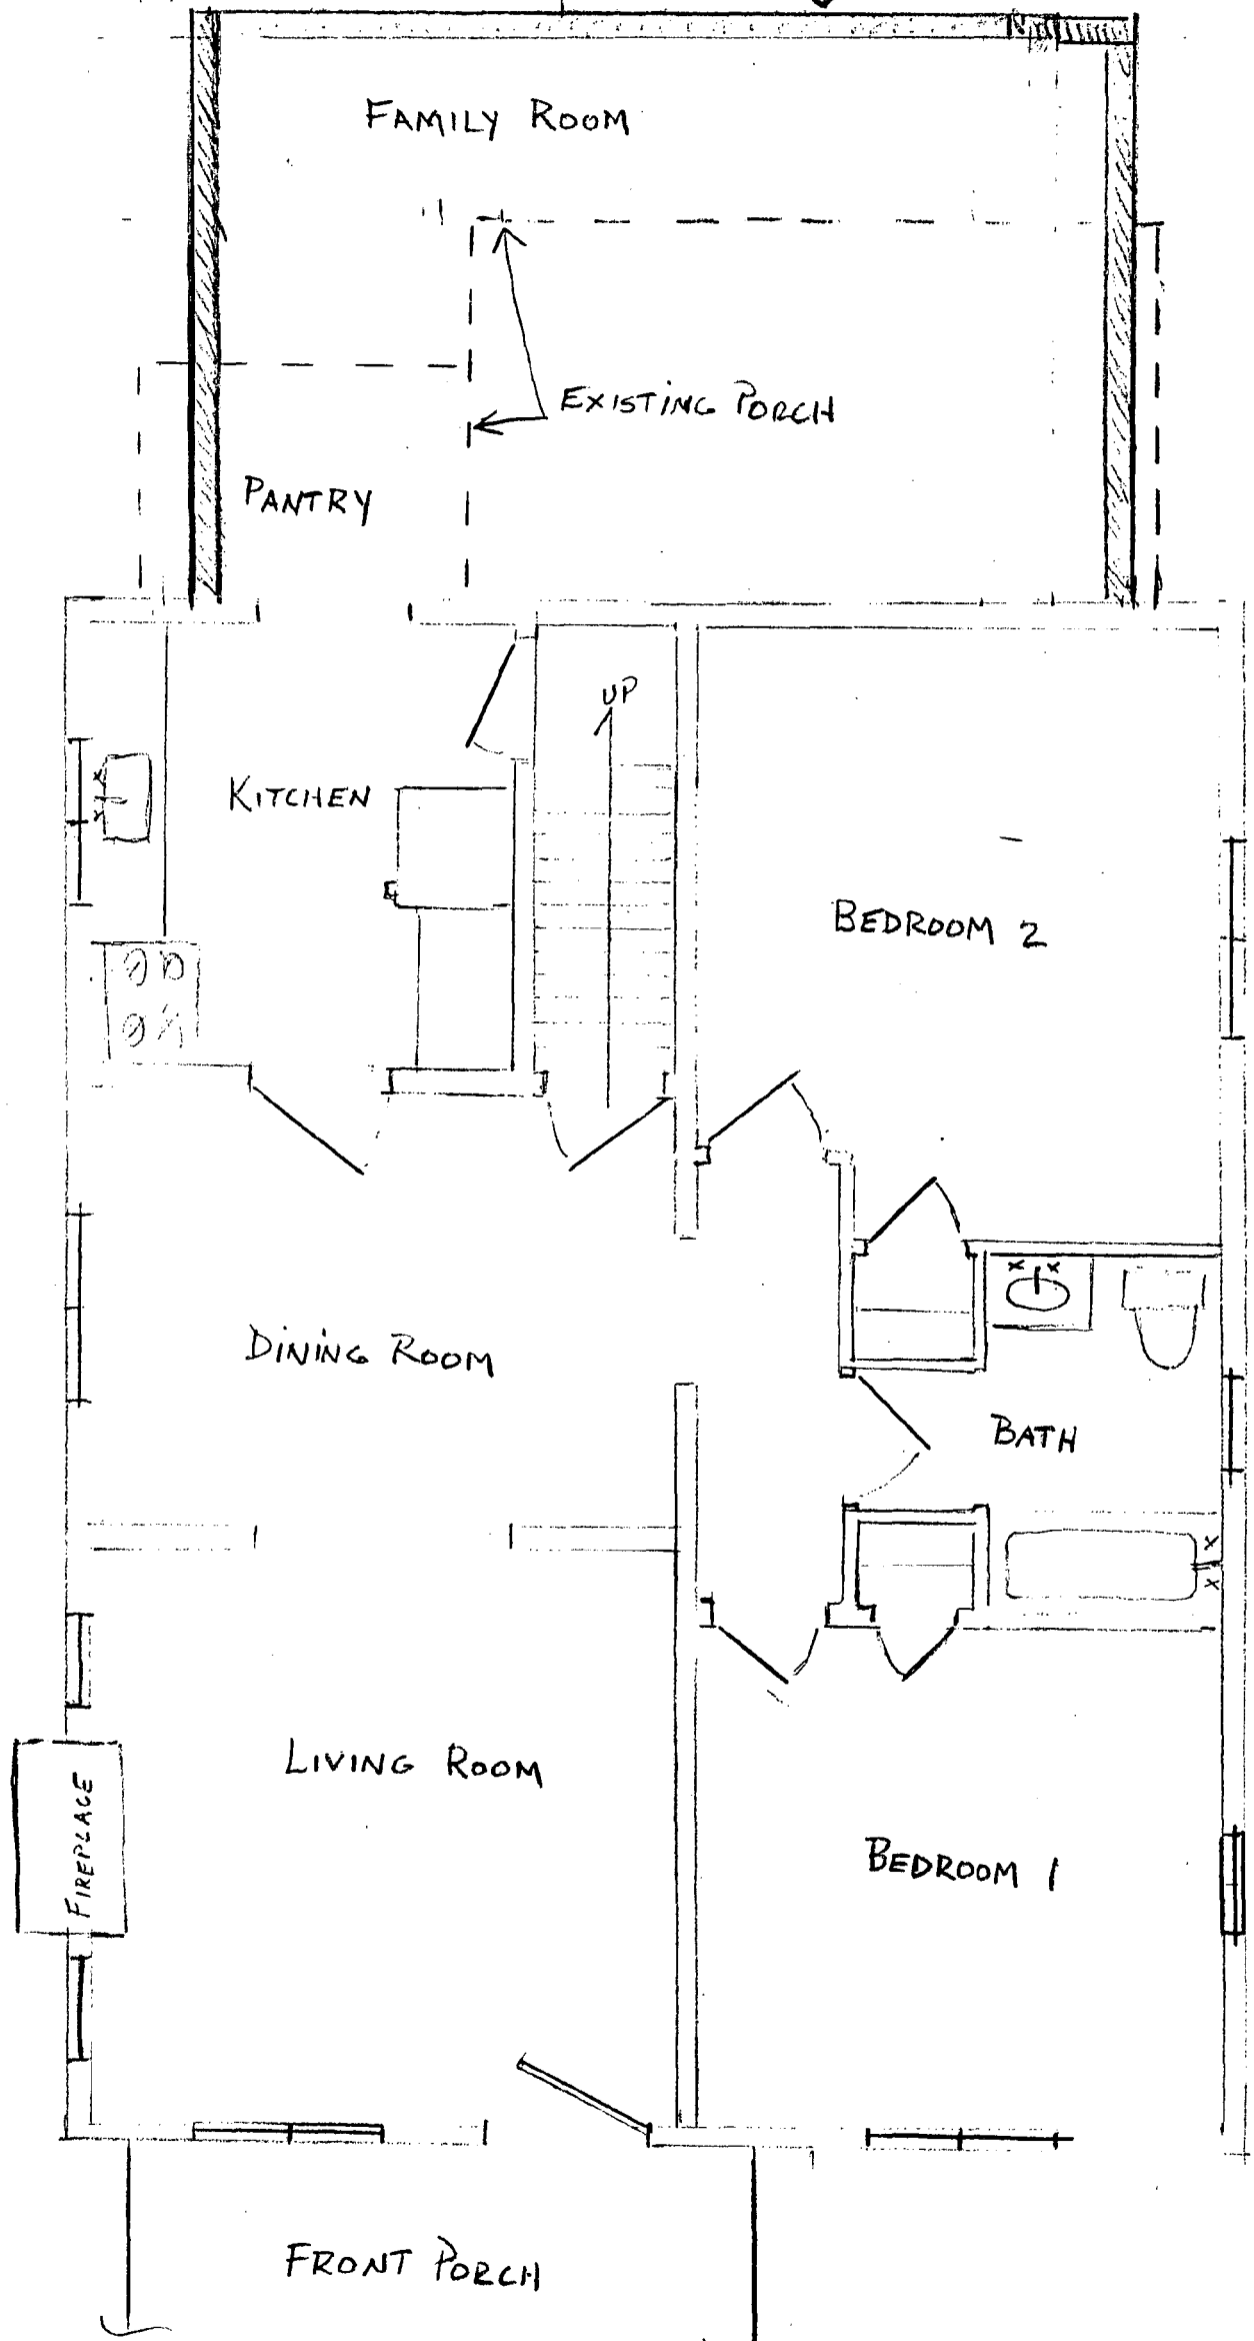 FAMILY ROOM
EXISTING PORCH
PANTRY
UP
KITCHEN
BEDROOM 2
DINING ROOM
BATH
LIVING ROOM
FIREPLACE
BEDROOM 1
FRONT PORCH